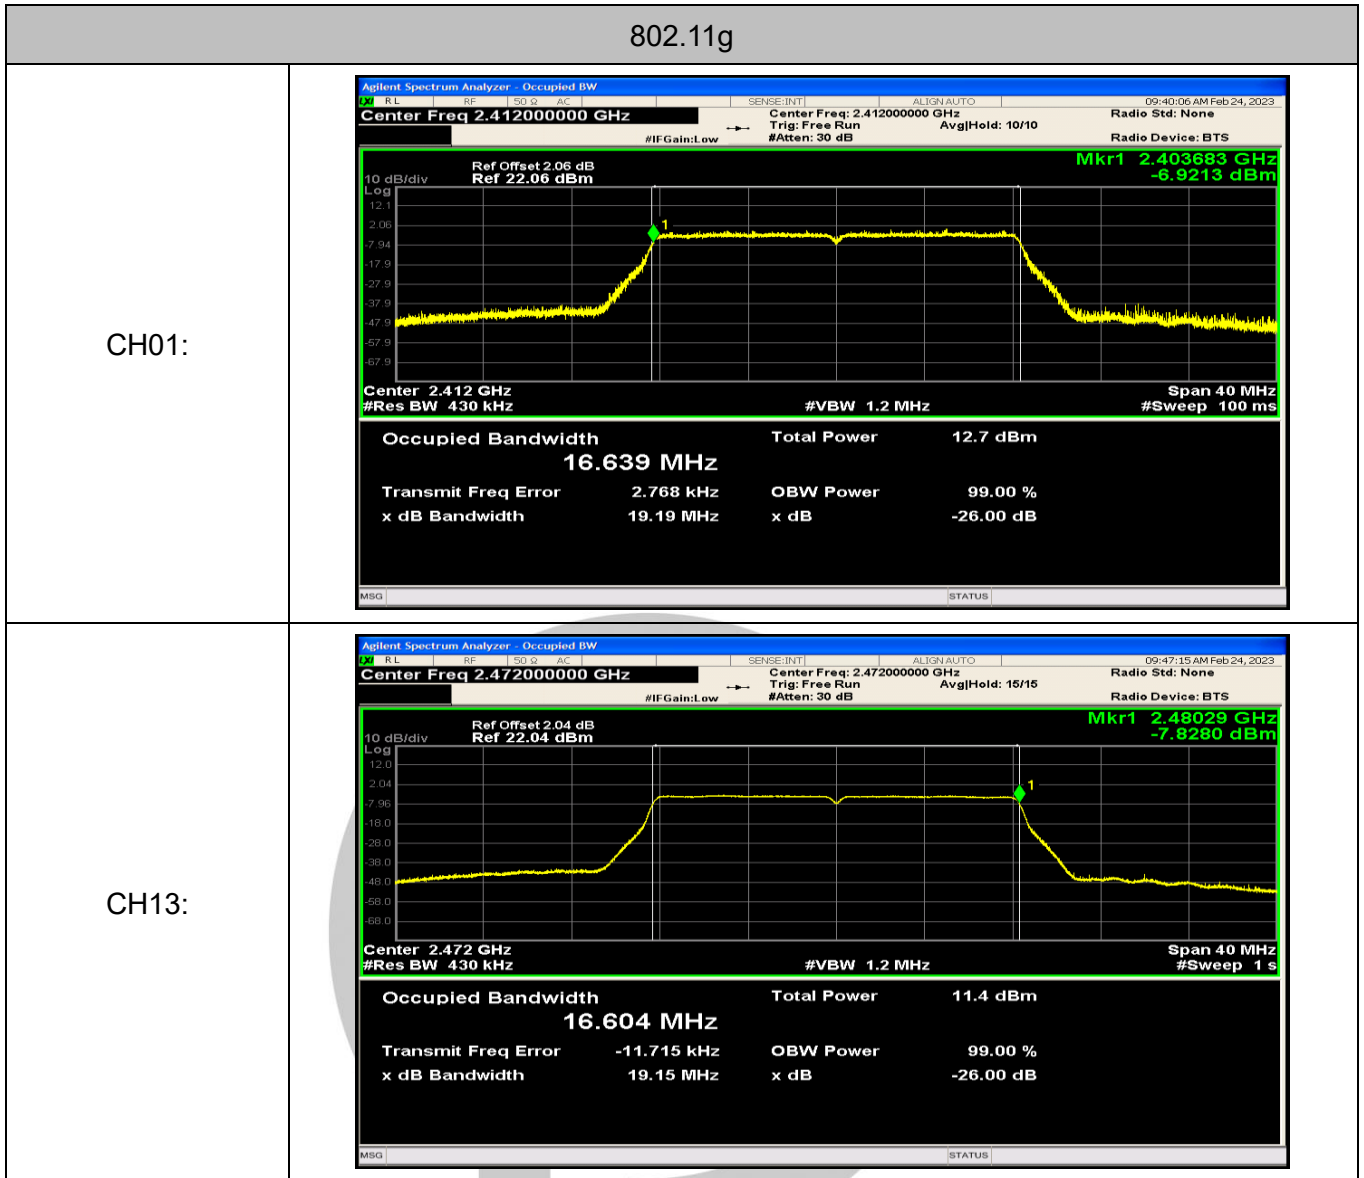 802.11g
CH01:
Agilent Spectrum Analyzer - Occupied BW
LXI RL RF 50 Ω AC SENSE:INT ALIGN AUTO 09:40:06 AM Feb 24, 2023
Center Freq 2.412000000 GHz Center Freq: 2.412000000 GHz Radio Std: None
Trig: Free Run Avg|Hold: 10/10
#IFGain:Low #Atten: 30 dB Radio Device: BTS
Mkr1 2.403683 GHz
-6.9213 dBm
Ref Offset 2.06 dB
10 dB/div Ref 22.06 dBm
Log
12.1
1
2.06
-7.94
-17.9
-27.9
-37.9
-47.9
-57.9
-67.9
Center 2.412 GHz Span 40 MHz
#Res BW 430 kHz #VBW 1.2 MHz #Sweep 100 ms
Occupied Bandwidth Total Power 12.7 dBm
16.639 MHz
Transmit Freq Error 2.768 kHz OBW Power 99.00 %
x dB Bandwidth 19.19 MHz x dB -26.00 dB
MSG STATUS
CH13:
Agilent Spectrum Analyzer - Occupied BW
LXI RL RF 50 Ω AC SENSE:INT ALIGN AUTO 09:47:15 AM Feb 24, 2023
Center Freq 2.472000000 GHz Center Freq: 2.472000000 GHz Radio Std: None
Trig: Free Run Avg|Hold: 15/15
#IFGain:Low #Atten: 30 dB Radio Device: BTS
Mkr1 2.48029 GHz
-7.8280 dBm
Ref Offset 2.04 dB
10 dB/div Ref 22.04 dBm
Log
12.0
2.04
1
-7.96
-18.0
-28.0
-38.0
-48.0
-58.0
-68.0
Center 2.472 GHz Span 40 MHz
#Res BW 430 kHz #VBW 1.2 MHz #Sweep 1 s
Occupied Bandwidth Total Power 11.4 dBm
16.604 MHz
Transmit Freq Error -11.715 kHz OBW Power 99.00 %
x dB Bandwidth 19.15 MHz x dB -26.00 dB
MSG STATUS